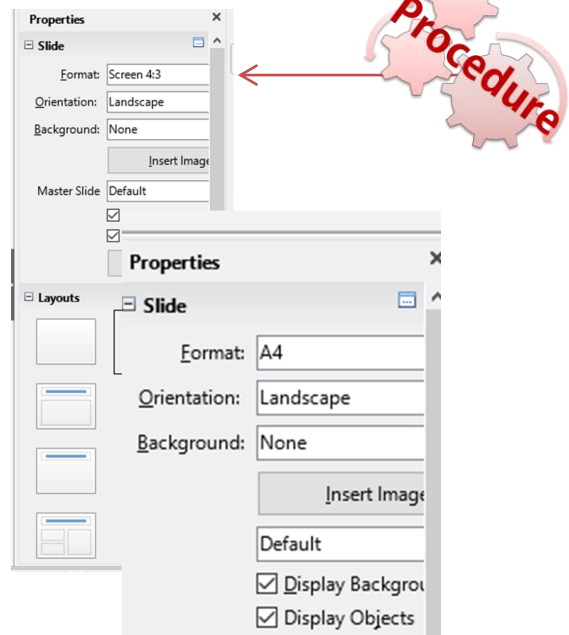 Procedure
Properties
Slide
Format: Screen 4:3
Orientation: Landscape
Background: None
Insert Image
Master Slide Default
Layouts
Properties
Slide
Format: A4
Orientation: Landscape
Background: None
Insert Image
Default
Display
Display Objects